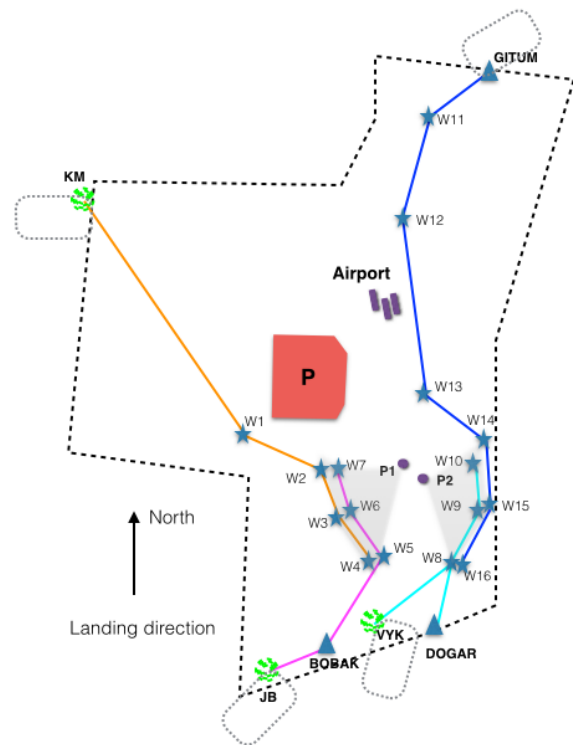 GITUM
W11
KM
W12
Airport
P
W13
W1
W14
W2
W7
P1
W10
P2
W6
W9
W15
W3
North
W5
W4
W8
W16
Landing direction
VYK
BOBAK
DOGAR
JB